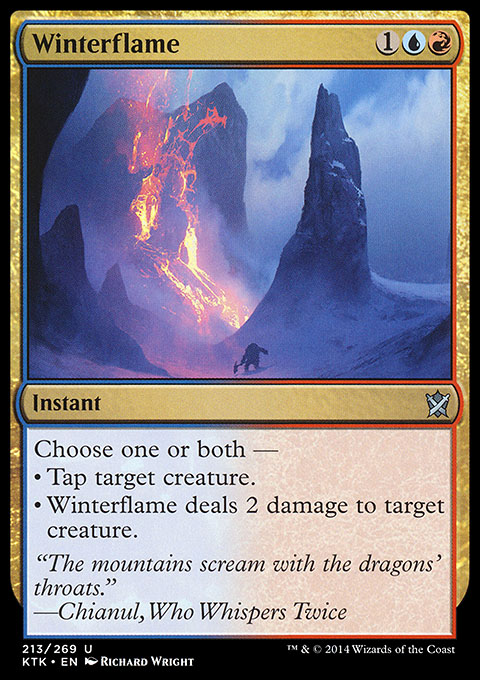 Winterflame 1
Instant
Choose one or both —
• Tap target creature.
• Winterflame deals 2 damage to target
creature.
“The mountains scream with the dragons’
throats.”
—Chianul, Who Whispers Twice
213/269 U
KTK • EN Richard Wright
™ & © 2014 Wizards of the Coast